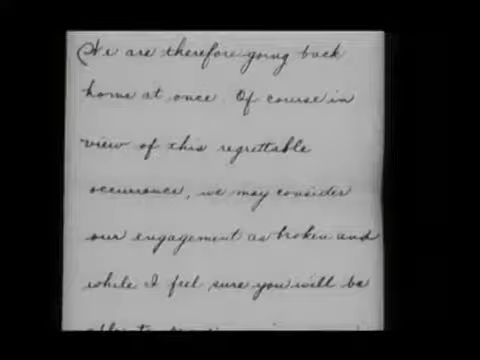 We are therefore going back
home at once. Of course in
view of this regrettable
occurrance, we may consider
our engagement as broken and
while I feel sure you will be